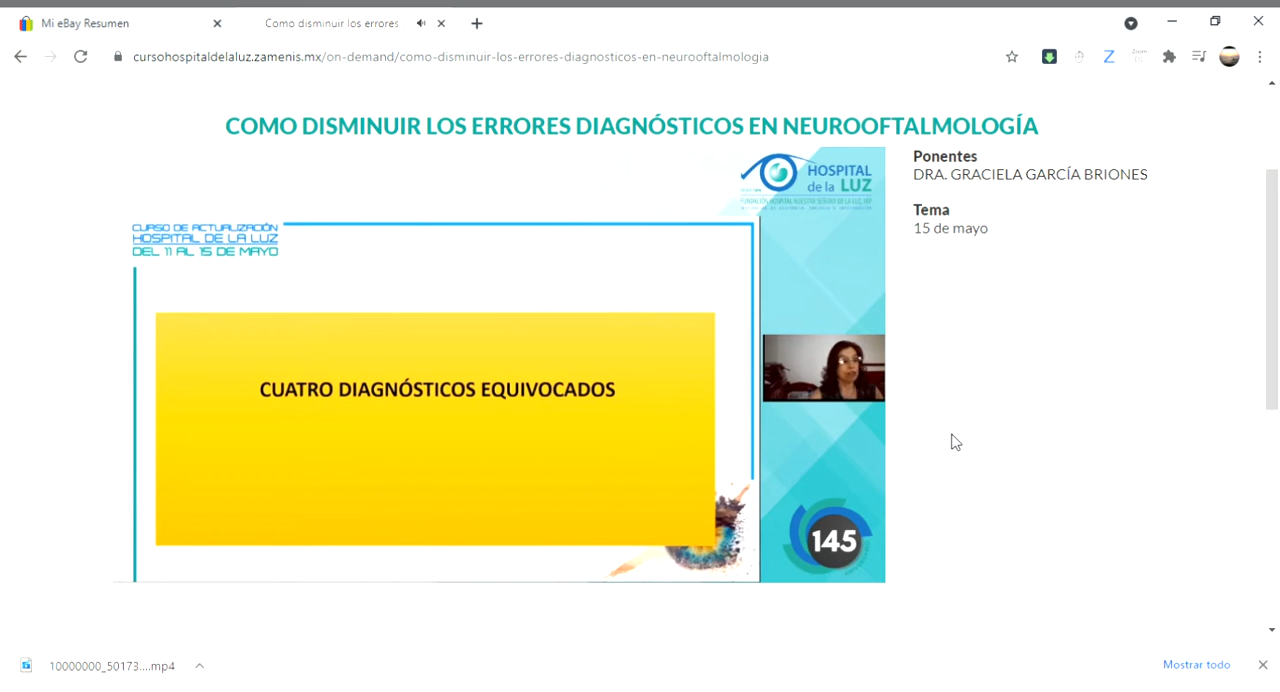 Mi eBay Resumen
Como disminuir los errores
cursohospitaldelaluz.zamenis.mx/on-demand/como-disminuir-los-errores-diagnosticos-en-neurooftalmologia
COMO DISMINUIR LOS ERRORES DIAGNÓSTICOS EN NEUROOFTALMOLOGÍA
HOSPITAL
de la LUZ
CURSO DE ACTUALIZACIÓN
HOSPITAL DE LA LUZ
DEL 11 AL 15 DE MAYO
CUATRO DIAGNÓSTICOS EQUIVOCADOS
145
Ponentes
DRA. GRACIELA GARCÍA BRIONES
Tema
15 de mayo
10000000_50173....mp4
Mostrar todo